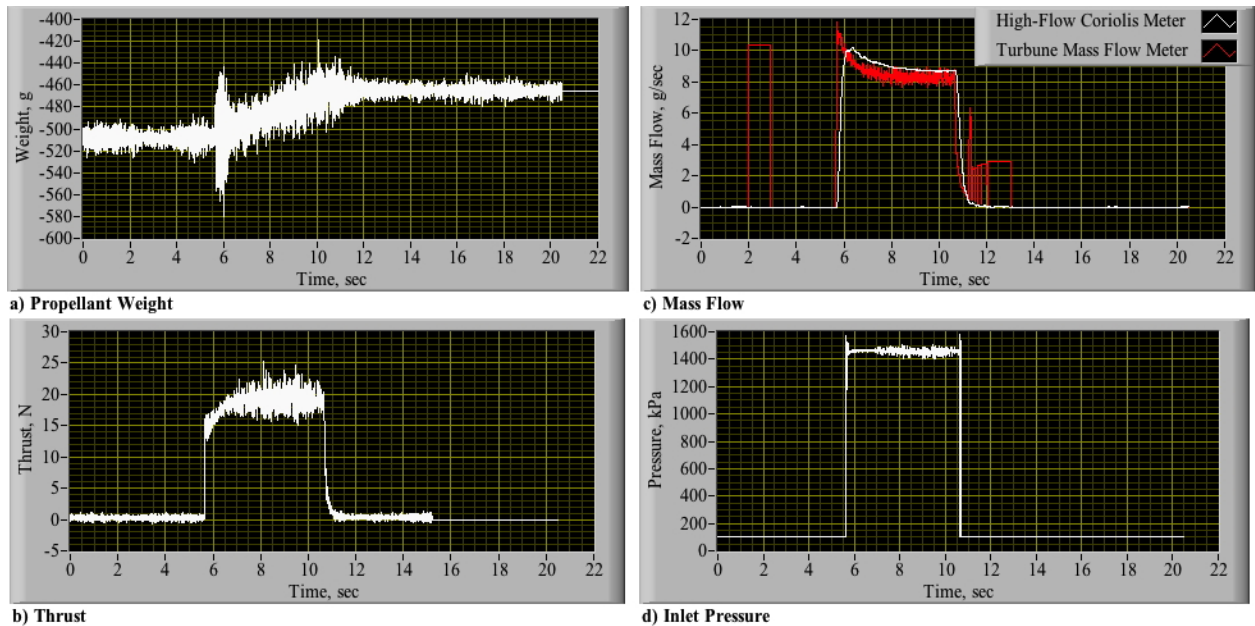 -400
-420
-440
-460
-480
-500
-520
-540
-560
-580
-600
Weight, g
0 2 4 6 8 10 12 14 16 18 20 22
Time, sec
a) Propellant Weight
High-Flow Coriolis Meter
Turbune Mass Flow Meter
12
10
8
6
4
2
0
-2
Mass Flow, g/sec
0 2 4 6 8 10 12 14 16 18 20 22
Time, sec
c) Mass Flow
30
25
20
15
10
5
0
-5
Thrust, N
0 2 4 6 8 10 12 14 16 18 20 22
Time, sec
b) Thrust
1600
1400
1200
1000
800
600
400
200
0
Pressure, kPa
0 2 4 6 8 10 12 14 16 18 20 22
Time, sec
d) Inlet Pressure